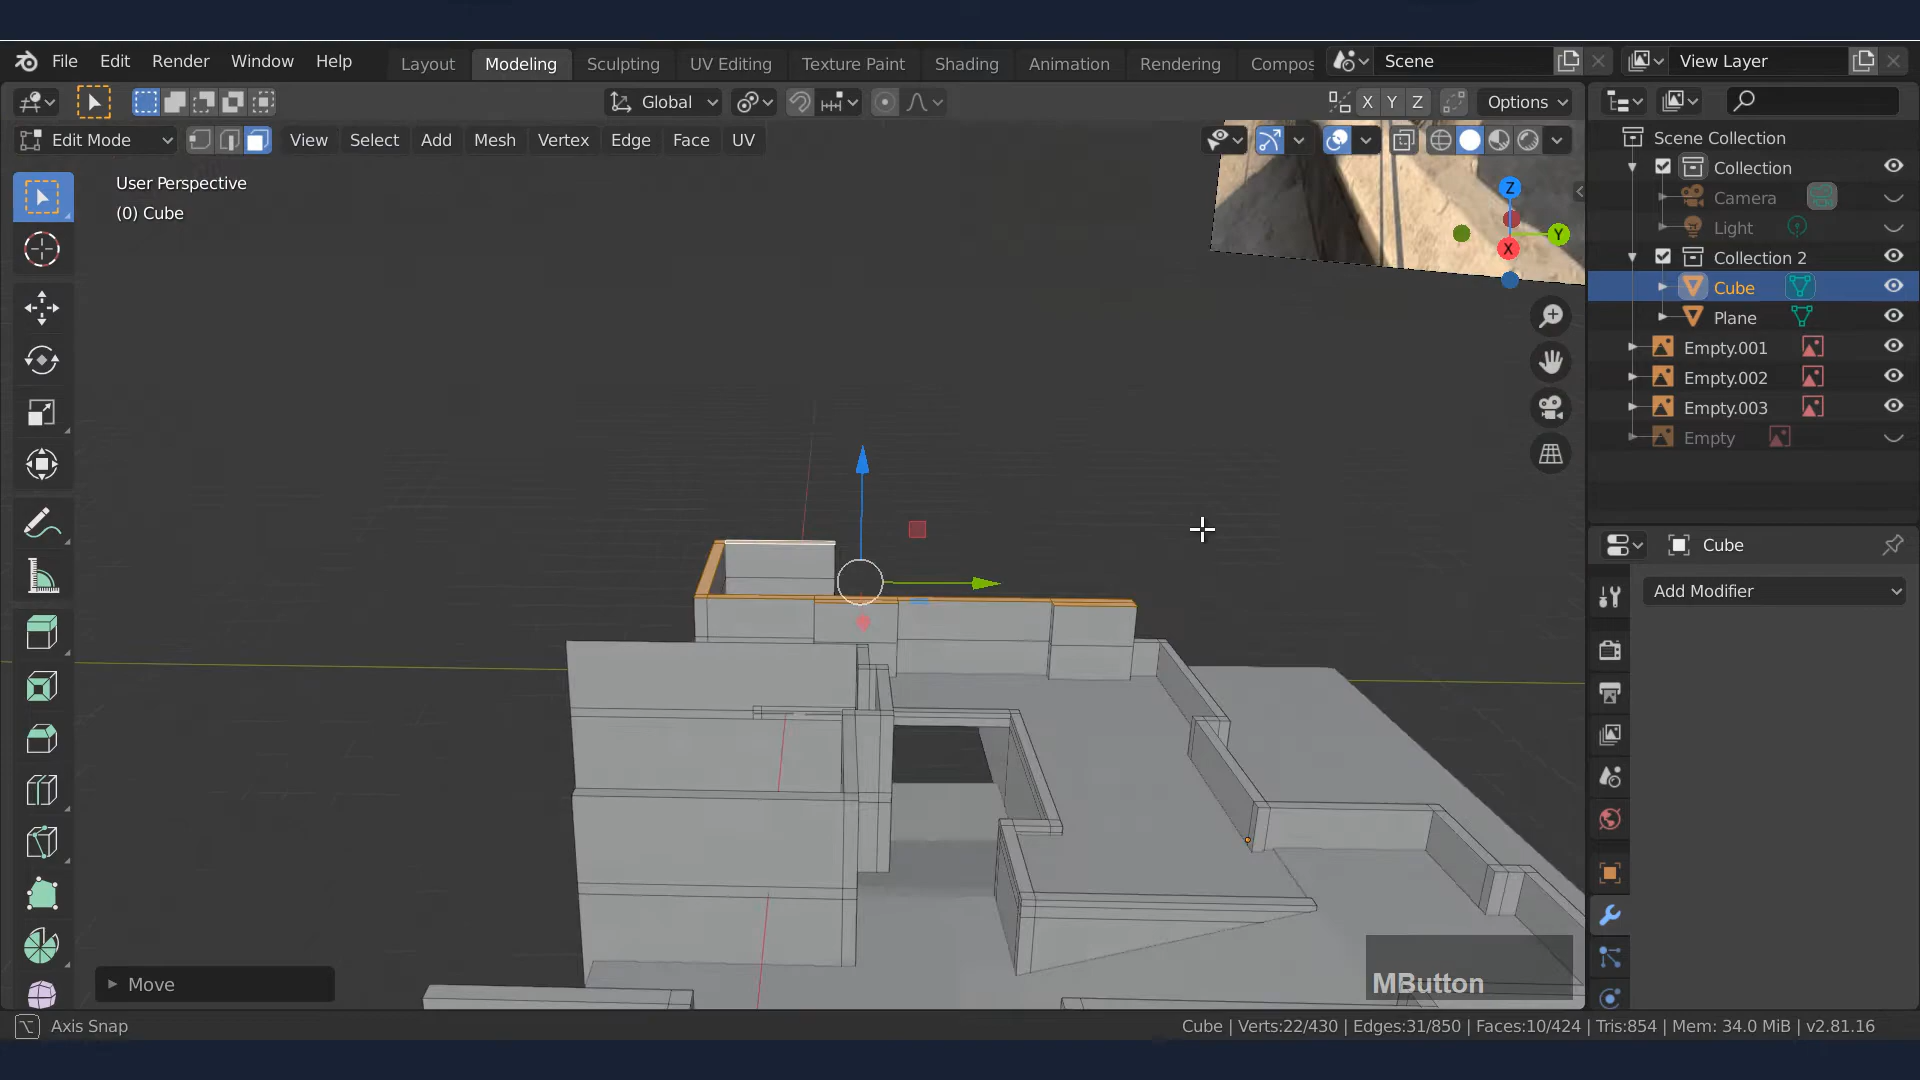 File Edit Render Window Help Layout Modeling Sculpting UV Editing Texture Paint Shading Animation Rendering Compos Scene View Layer
Global X Y Z Options
Edit Mode View Select Add Mesh Vertex Edge Face UV
Scene Collection
Collection
Camera
Light
Collection 2
Cube
Plane
Empty.001
Empty.002
Empty.003
Empty
User Perspective
(0) Cube
Z
Y
X
Cube
Add Modifier
Move
MButton
Axis Snap
Cube | Verts:22/430 | Edges:31/850 | Faces:10/424 | Tris:854 | Mem: 34.0 MiB | v2.81.16